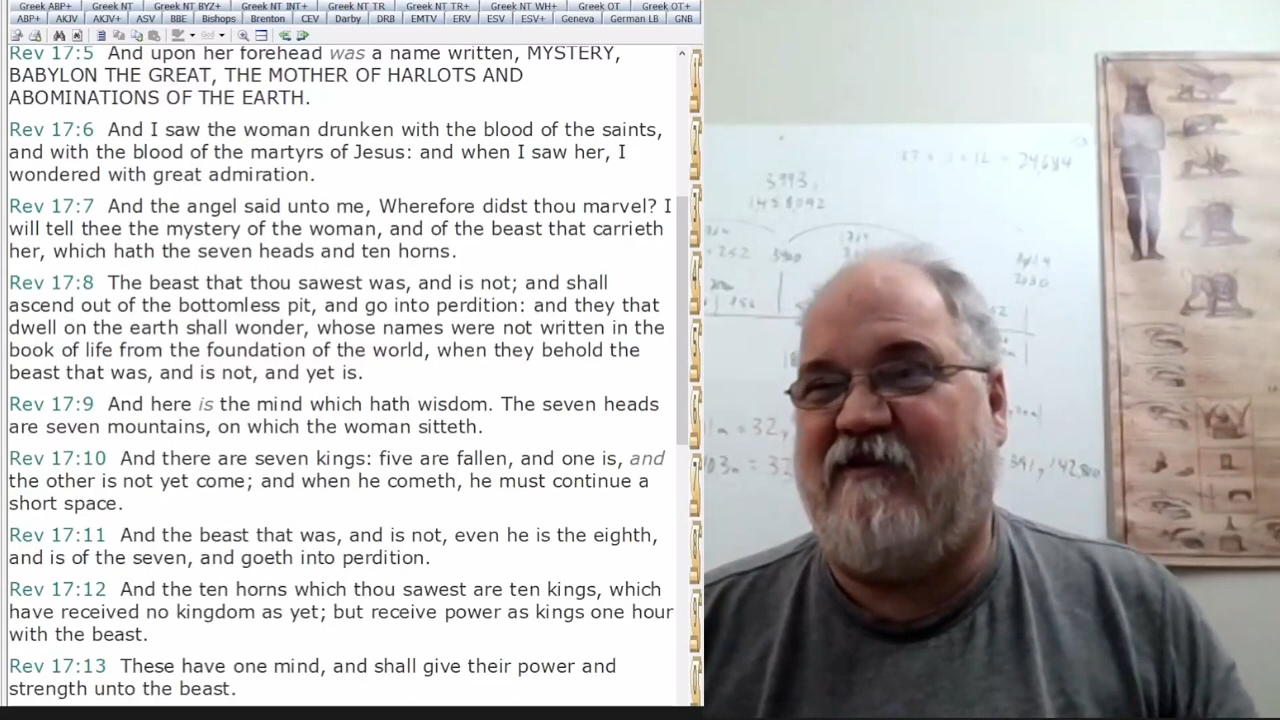 Greek ABP+ Greek NT Greek NT BYZ+ Greek NT INT+ Greek NT TR Greek NT TR+ Greek NT WH+ Greek OT Greek OT+
ABP+ AKJV AKJV+ ASV BBE Bishops Brenton CEV Darby DRB EMTV ERV ESV ESV+ Geneva German LB GNB
Rev 17:5 And upon her forehead was a name written, MYSTERY,
BABYLON THE GREAT, THE MOTHER OF HARLOTS AND
ABOMINATIONS OF THE EARTH.
Rev 17:6 And I saw the woman drunken with the blood of the saints,
and with the blood of the martyrs of Jesus: and when I saw her, I
wondered with great admiration.
Rev 17:7 And the angel said unto me, Wherefore didst thou marvel? I
will tell thee the mystery of the woman, and of the beast that carrieth
her, which hath the seven heads and ten horns.
Rev 17:8 The beast that thou sawest was, and is not; and shall
ascend out of the bottomless pit, and go into perdition: and they that
dwell on the earth shall wonder, whose names were not written in the
book of life from the foundation of the world, when they behold the
beast that was, and is not, and yet is.
Rev 17:9 And here is the mind which hath wisdom. The seven heads
are seven mountains, on which the woman sitteth.
Rev 17:10 And there are seven kings: five are fallen, and one is, and
the other is not yet come; and when he cometh, he must continue a
short space.
Rev 17:11 And the beast that was, and is not, even he is the eighth,
and is of the seven, and goeth into perdition.
Rev 17:12 And the ten horns which thou sawest are ten kings, which
have received no kingdom as yet; but receive power as kings one hour
with the beast.
Rev 17:13 These have one mind, and shall give their power and
strength unto the beast.
3993
= 32,